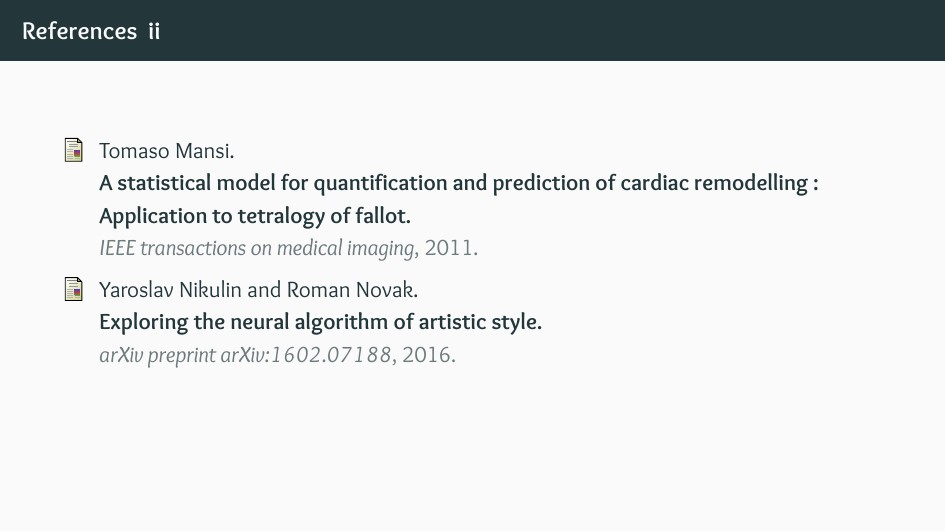 References ii
Tomaso Mansi.
A statistical model for quantification and prediction of cardiac remodelling :
Application to tetralogy of fallot.
IEEE transactions on medical imaging, 2011.
Yaroslav Nikulin and Roman Novak.
Exploring the neural algorithm of artistic style.
arXiv preprint arXiv:1602.07188, 2016.